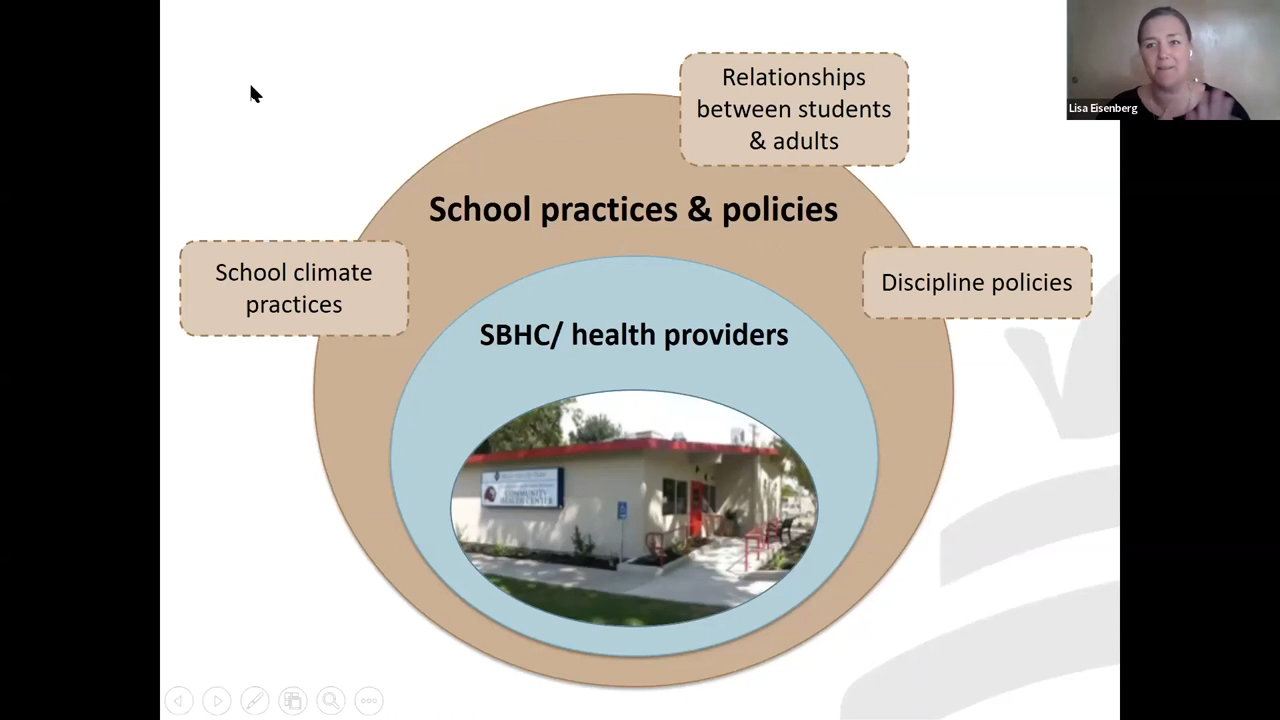 Relationships
between students
& adults
Lisa Eisenberg
School practices & policies
School climate
practices
Discipline policies
SBHC/ health providers
COMMUNITY
HEALTH CENTER